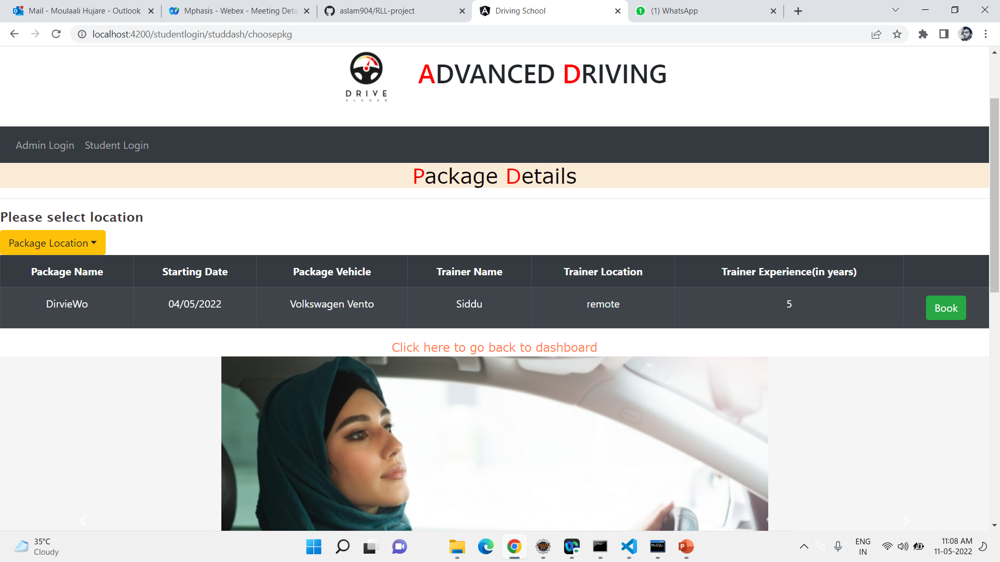 Mail - Moulaali Hujare - Outlook
Mphasis - Webex - Meeting Deta
aslam904/RLL-project
Driving School
(1) WhatsApp
localhost:4200/studentlogin/studdash/choosepkg
DRIVE
SLOGAN
ADVANCED DRIVING
Admin Login Student Login
Package Details
Please select location
Package Location
Package Name Starting Date Package Vehicle Trainer Name Trainer Location Trainer Experience(in years)
DirvieWo 04/05/2022 Volkswagen Vento Siddu remote 5 Book
Click here to go back to dashboard
35°C
Cloudy
ENG
IN
11:08 AM
11-05-2022